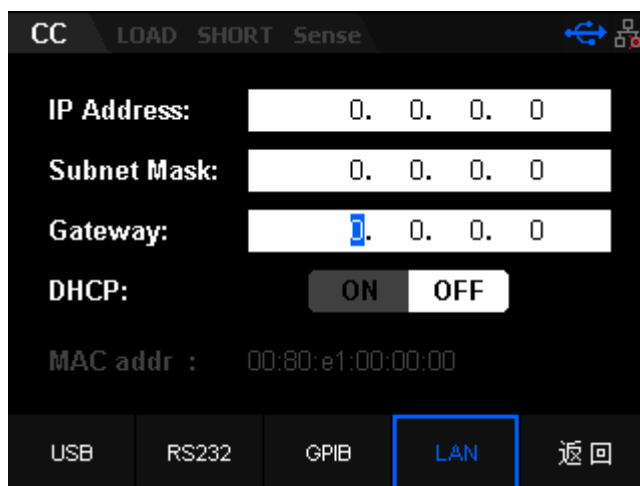 CC LOAD SHORT Sense
IP Address: 0. 0. 0. 0
Subnet Mask: 0. 0. 0. 0
Gateway: 0. 0. 0. 0
DHCP: ON OFF
MAC addr : 00:80:e1:00:00:00
USB RS232 GPIB LAN 返回